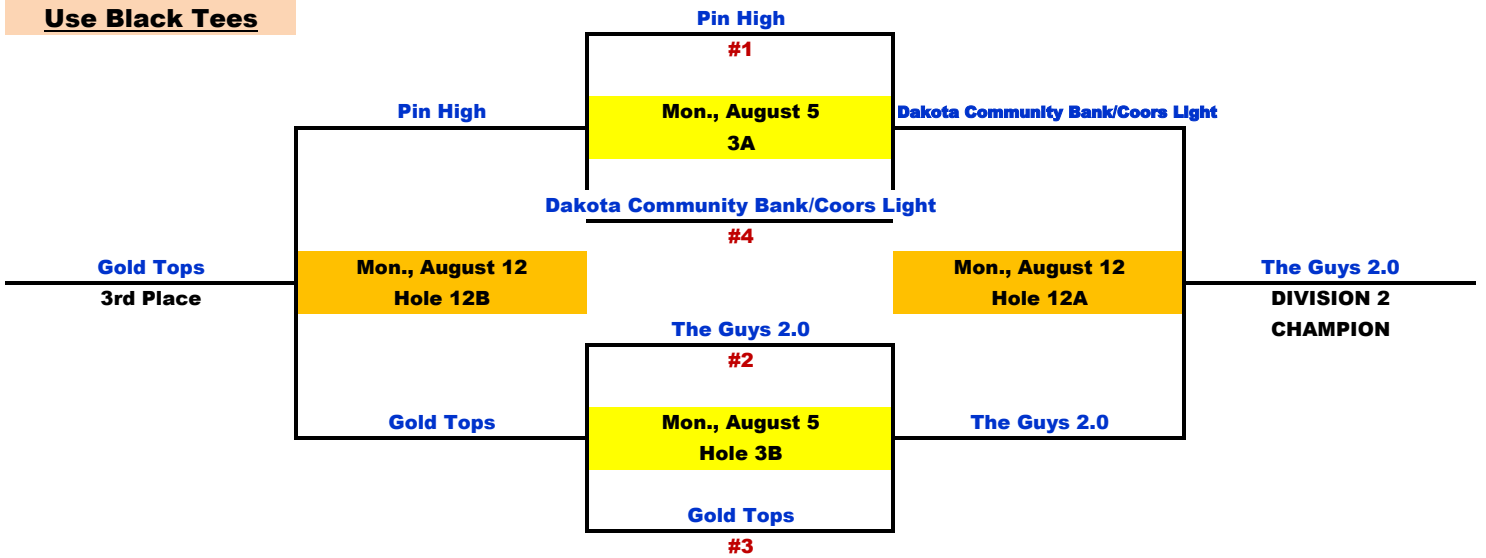 Use Black Tees
Pin High
#1
Pin High
Mon., August 5
3A
Dakota Community Bank/Coors Light
Dakota Community Bank/Coors Light
#4
Gold Tops
3rd Place
Mon., August 12
Hole 12B
Mon., August 12
Hole 12A
The Guys 2.0
DIVISION 2
CHAMPION
The Guys 2.0
#2
Gold Tops
Mon., August 5
Hole 3B
The Guys 2.0
Gold Tops
#3